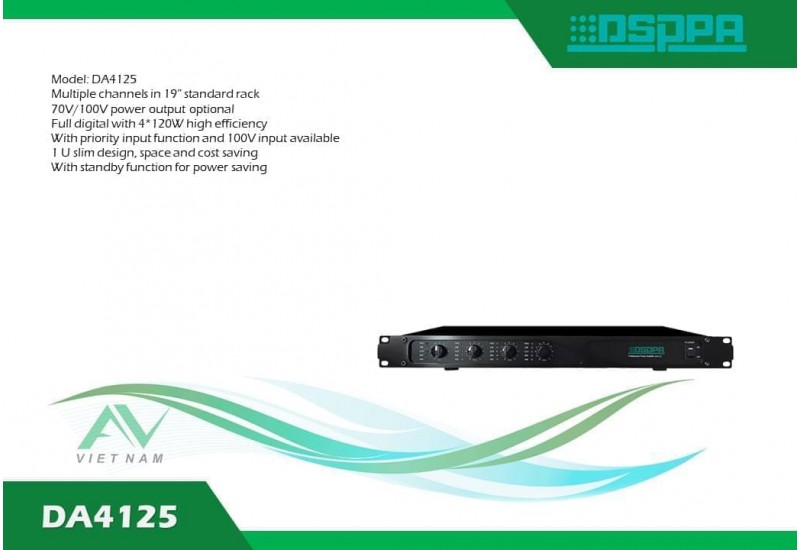 DSPPA
Model: DA4125
Multiple channels in 19" standard rack
70V/100V power output optional
Full digital with 4*120W high efficiency
With priority input function and 100V input available
1 U slim design, space and cost saving
With standby function for power saving
DSPPA
AV
VIETNAM
DA4125